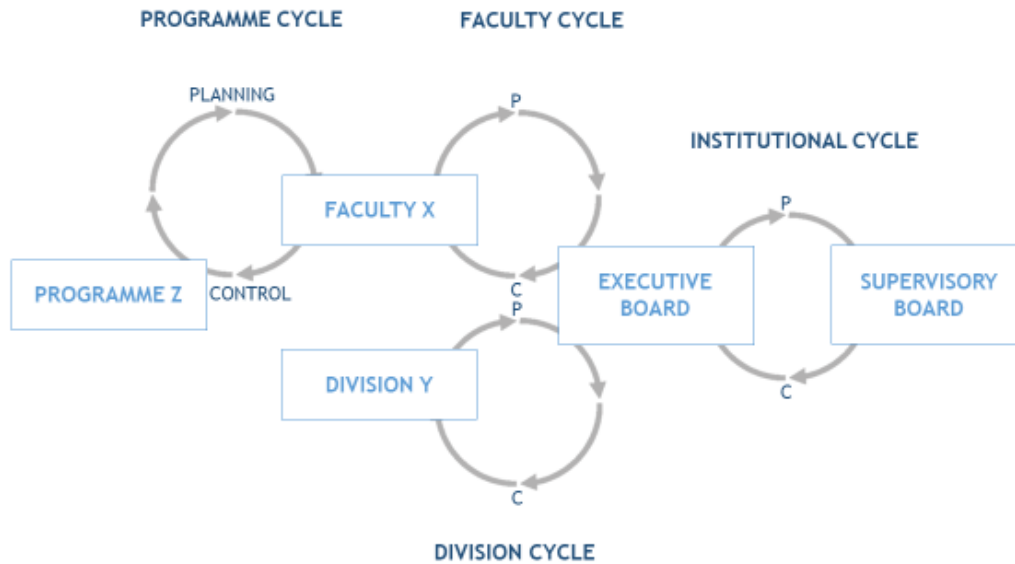 PROGRAMME CYCLE
FACULTY CYCLE
PLANNING
P
INSTITUTIONAL CYCLE
FACULTY X
P
EXECUTIVE
BOARD
SUPERVISORY
BOARD
PROGRAMME Z
CONTROL
C
P
DIVISION Y
C
C
DIVISION CYCLE